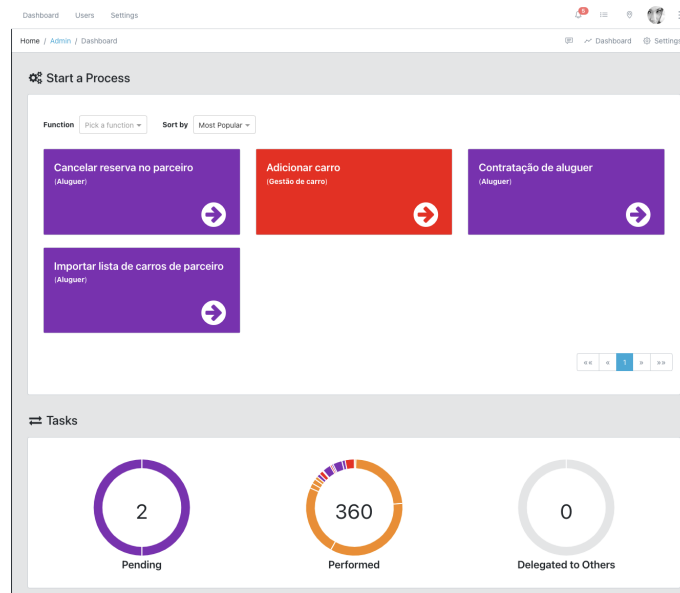 Dashboard Users Settings
5
Home / Admin / Dashboard
Dashboard Settings
Start a Process
Function Pick a function Sort by Most Popular
Cancelar reserva no parceiro
(Aluguer)
Adicionar carro
(Gestão de carro)
Contratação de aluguer
(Aluguer)
Importar lista de carros de parceiro
(Aluguer)
«« « 1 » »»
Tasks
2
Pending
360
Performed
0
Delegated to Others